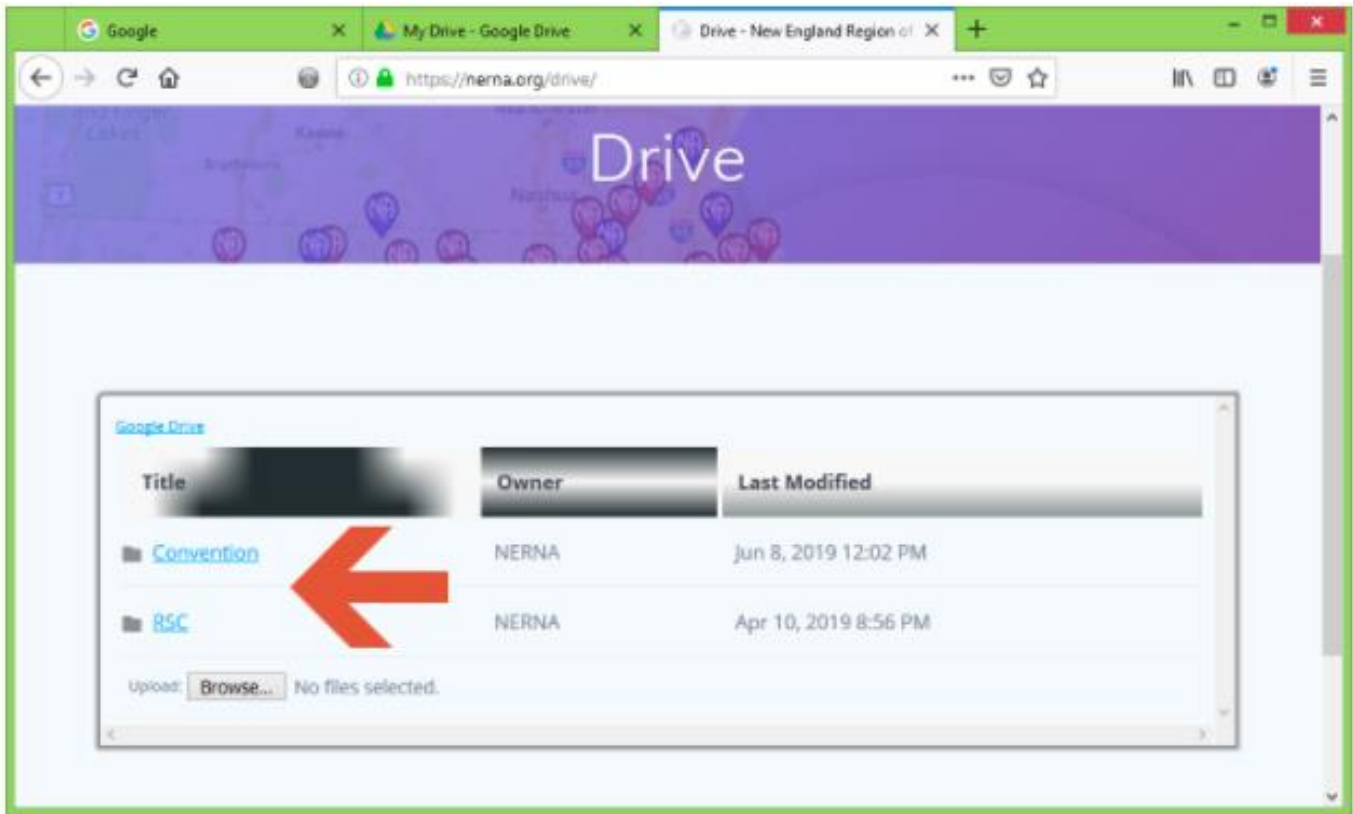 Google
My Drive - Google Drive
Drive - New England Region of
https://nerna.org/drive/
Drive
Keene
Nashua
Google Drive
Title Owner Last Modified
Convention NERNA Jun 8, 2019 12:02 PM
RSC NERNA Apr 10, 2019 8:56 PM
Upload: Browse... No files selected.